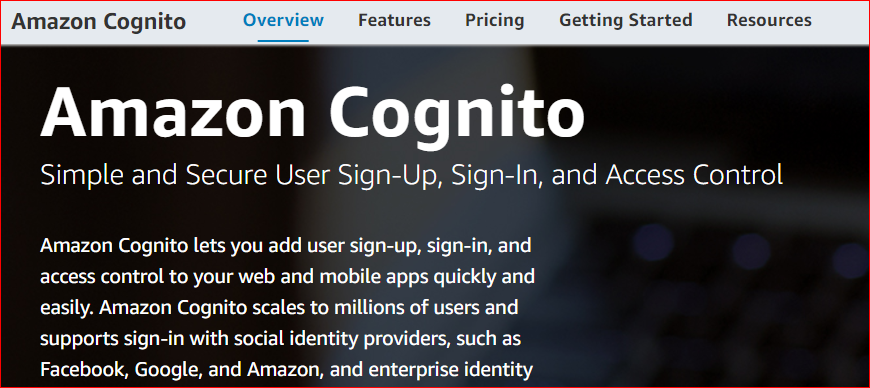 Amazon Cognito Overview Features Pricing Getting Started Resources
Amazon Cognito
Simple and Secure User Sign-Up, Sign-In, and Access Control
Amazon Cognito lets you add user sign-up, sign-in, and
access control to your web and mobile apps quickly and
easily. Amazon Cognito scales to millions of users and
supports sign-in with social identity providers, such as
Facebook, Google, and Amazon, and enterprise identity